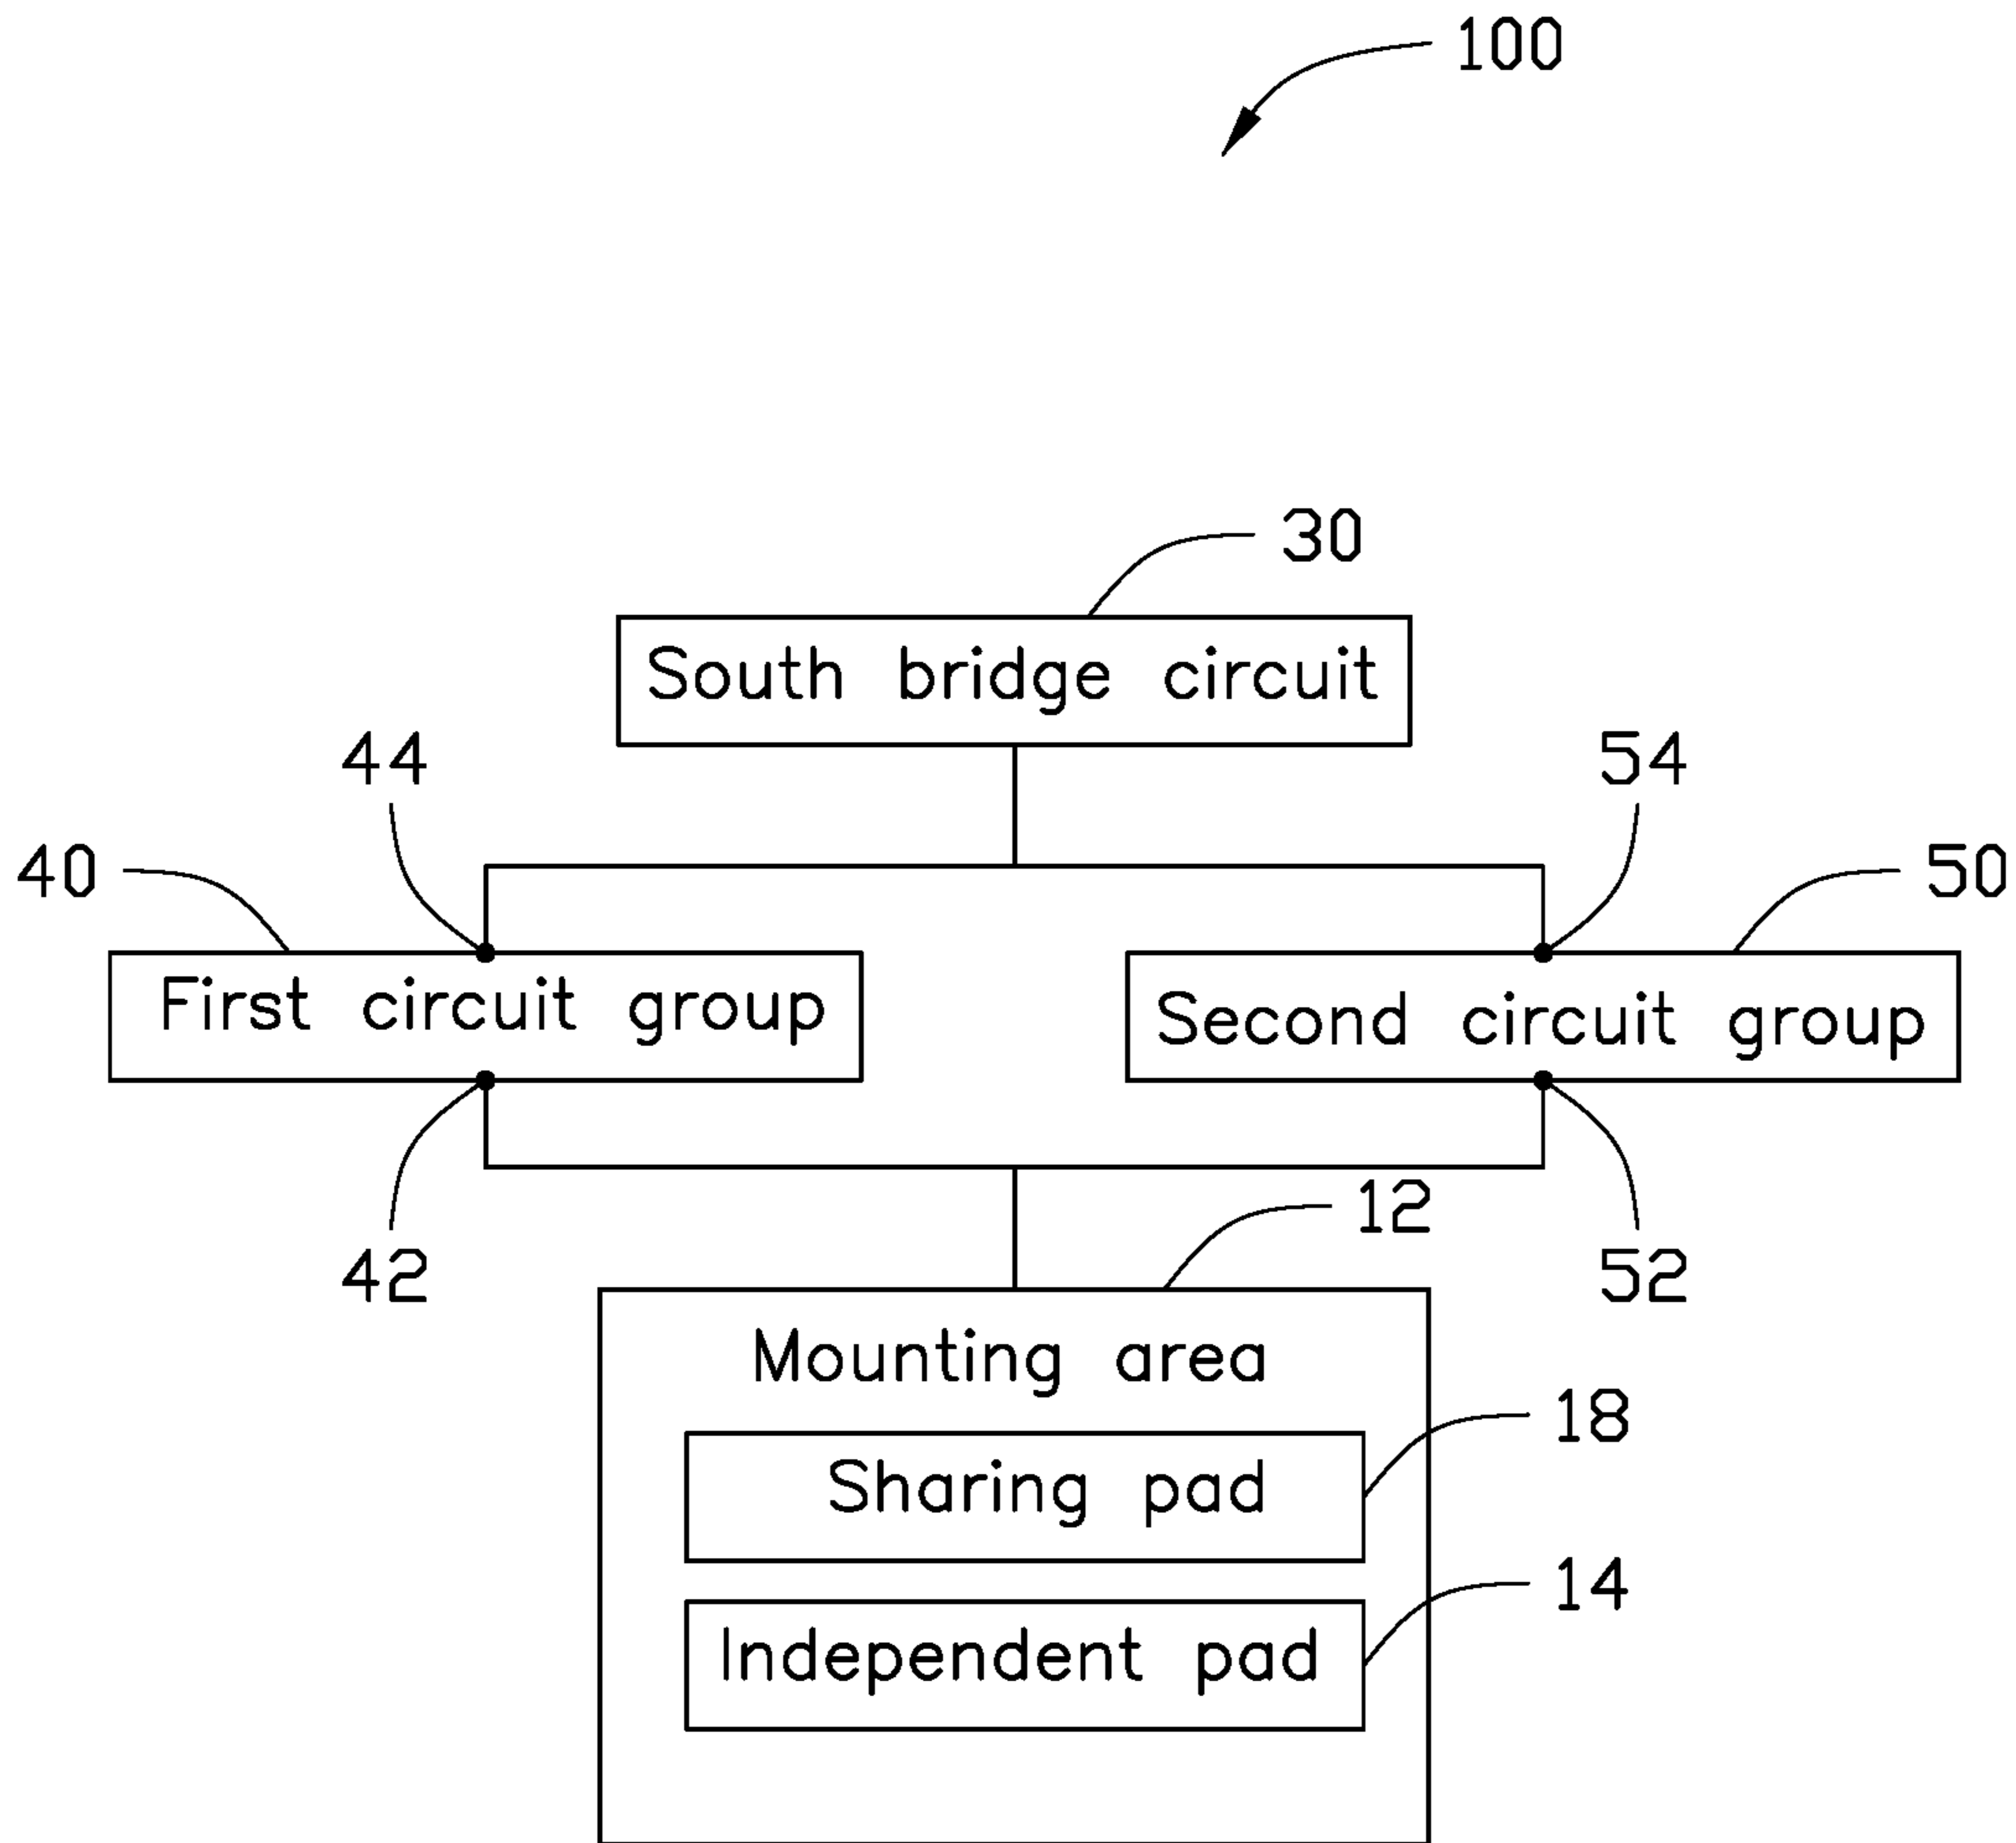 100
30
South bridge circuit
44
54
40
50
First circuit group
Second circuit group
42
52
12
Mounting area
18
Sharing pad
14
Independent pad